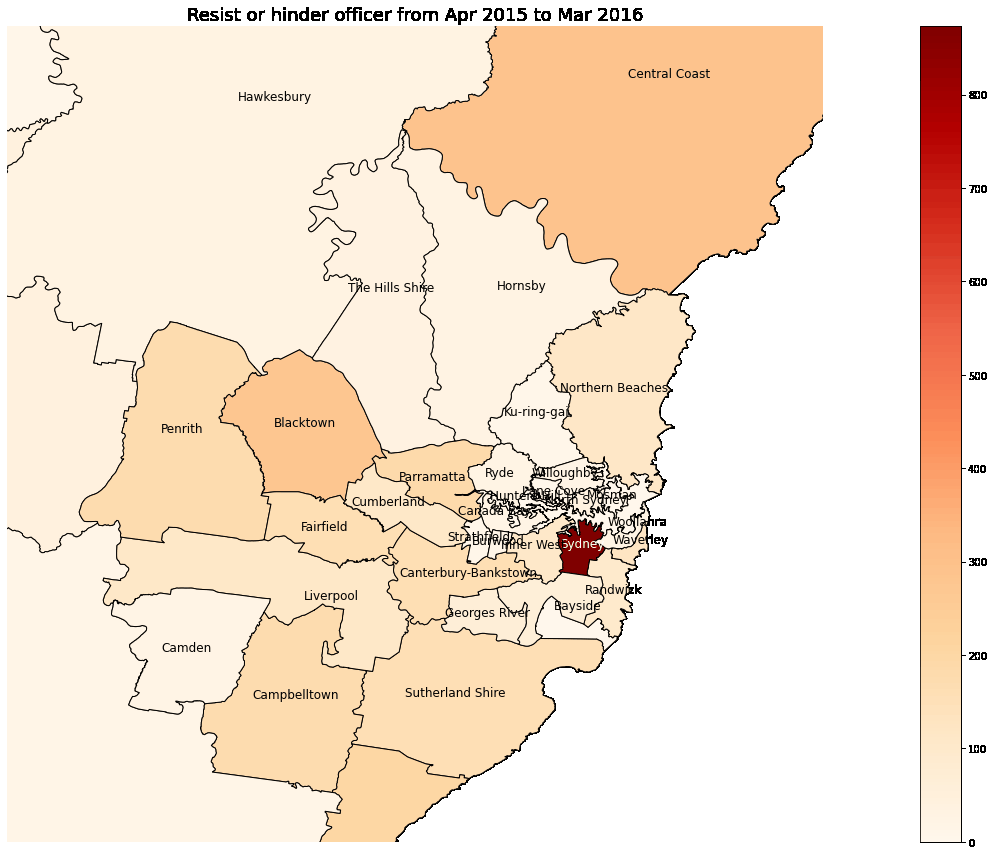 Resist or hinder officer from Apr 2015 to Mar 2016
Central Coast
Hawkesbury
The Hills Shire
Hornsby
Northern Beaches
Ku-ring-gai
Blacktown
Penrith
Ryde
Willoughby
Parramatta
Lane Cove
Mosman
Hunters Hill
North Sydney
Cumberland
Canada Bay
Woollahra
Fairfield
Strathfield
Burwood
Inner West
Sydney
Waverley
Canterbury-Bankstown
Randwick
Liverpool
Bayside
Georges River
Camden
Campbelltown
Sutherland Shire
800
700
600
500
400
300
200
100
0